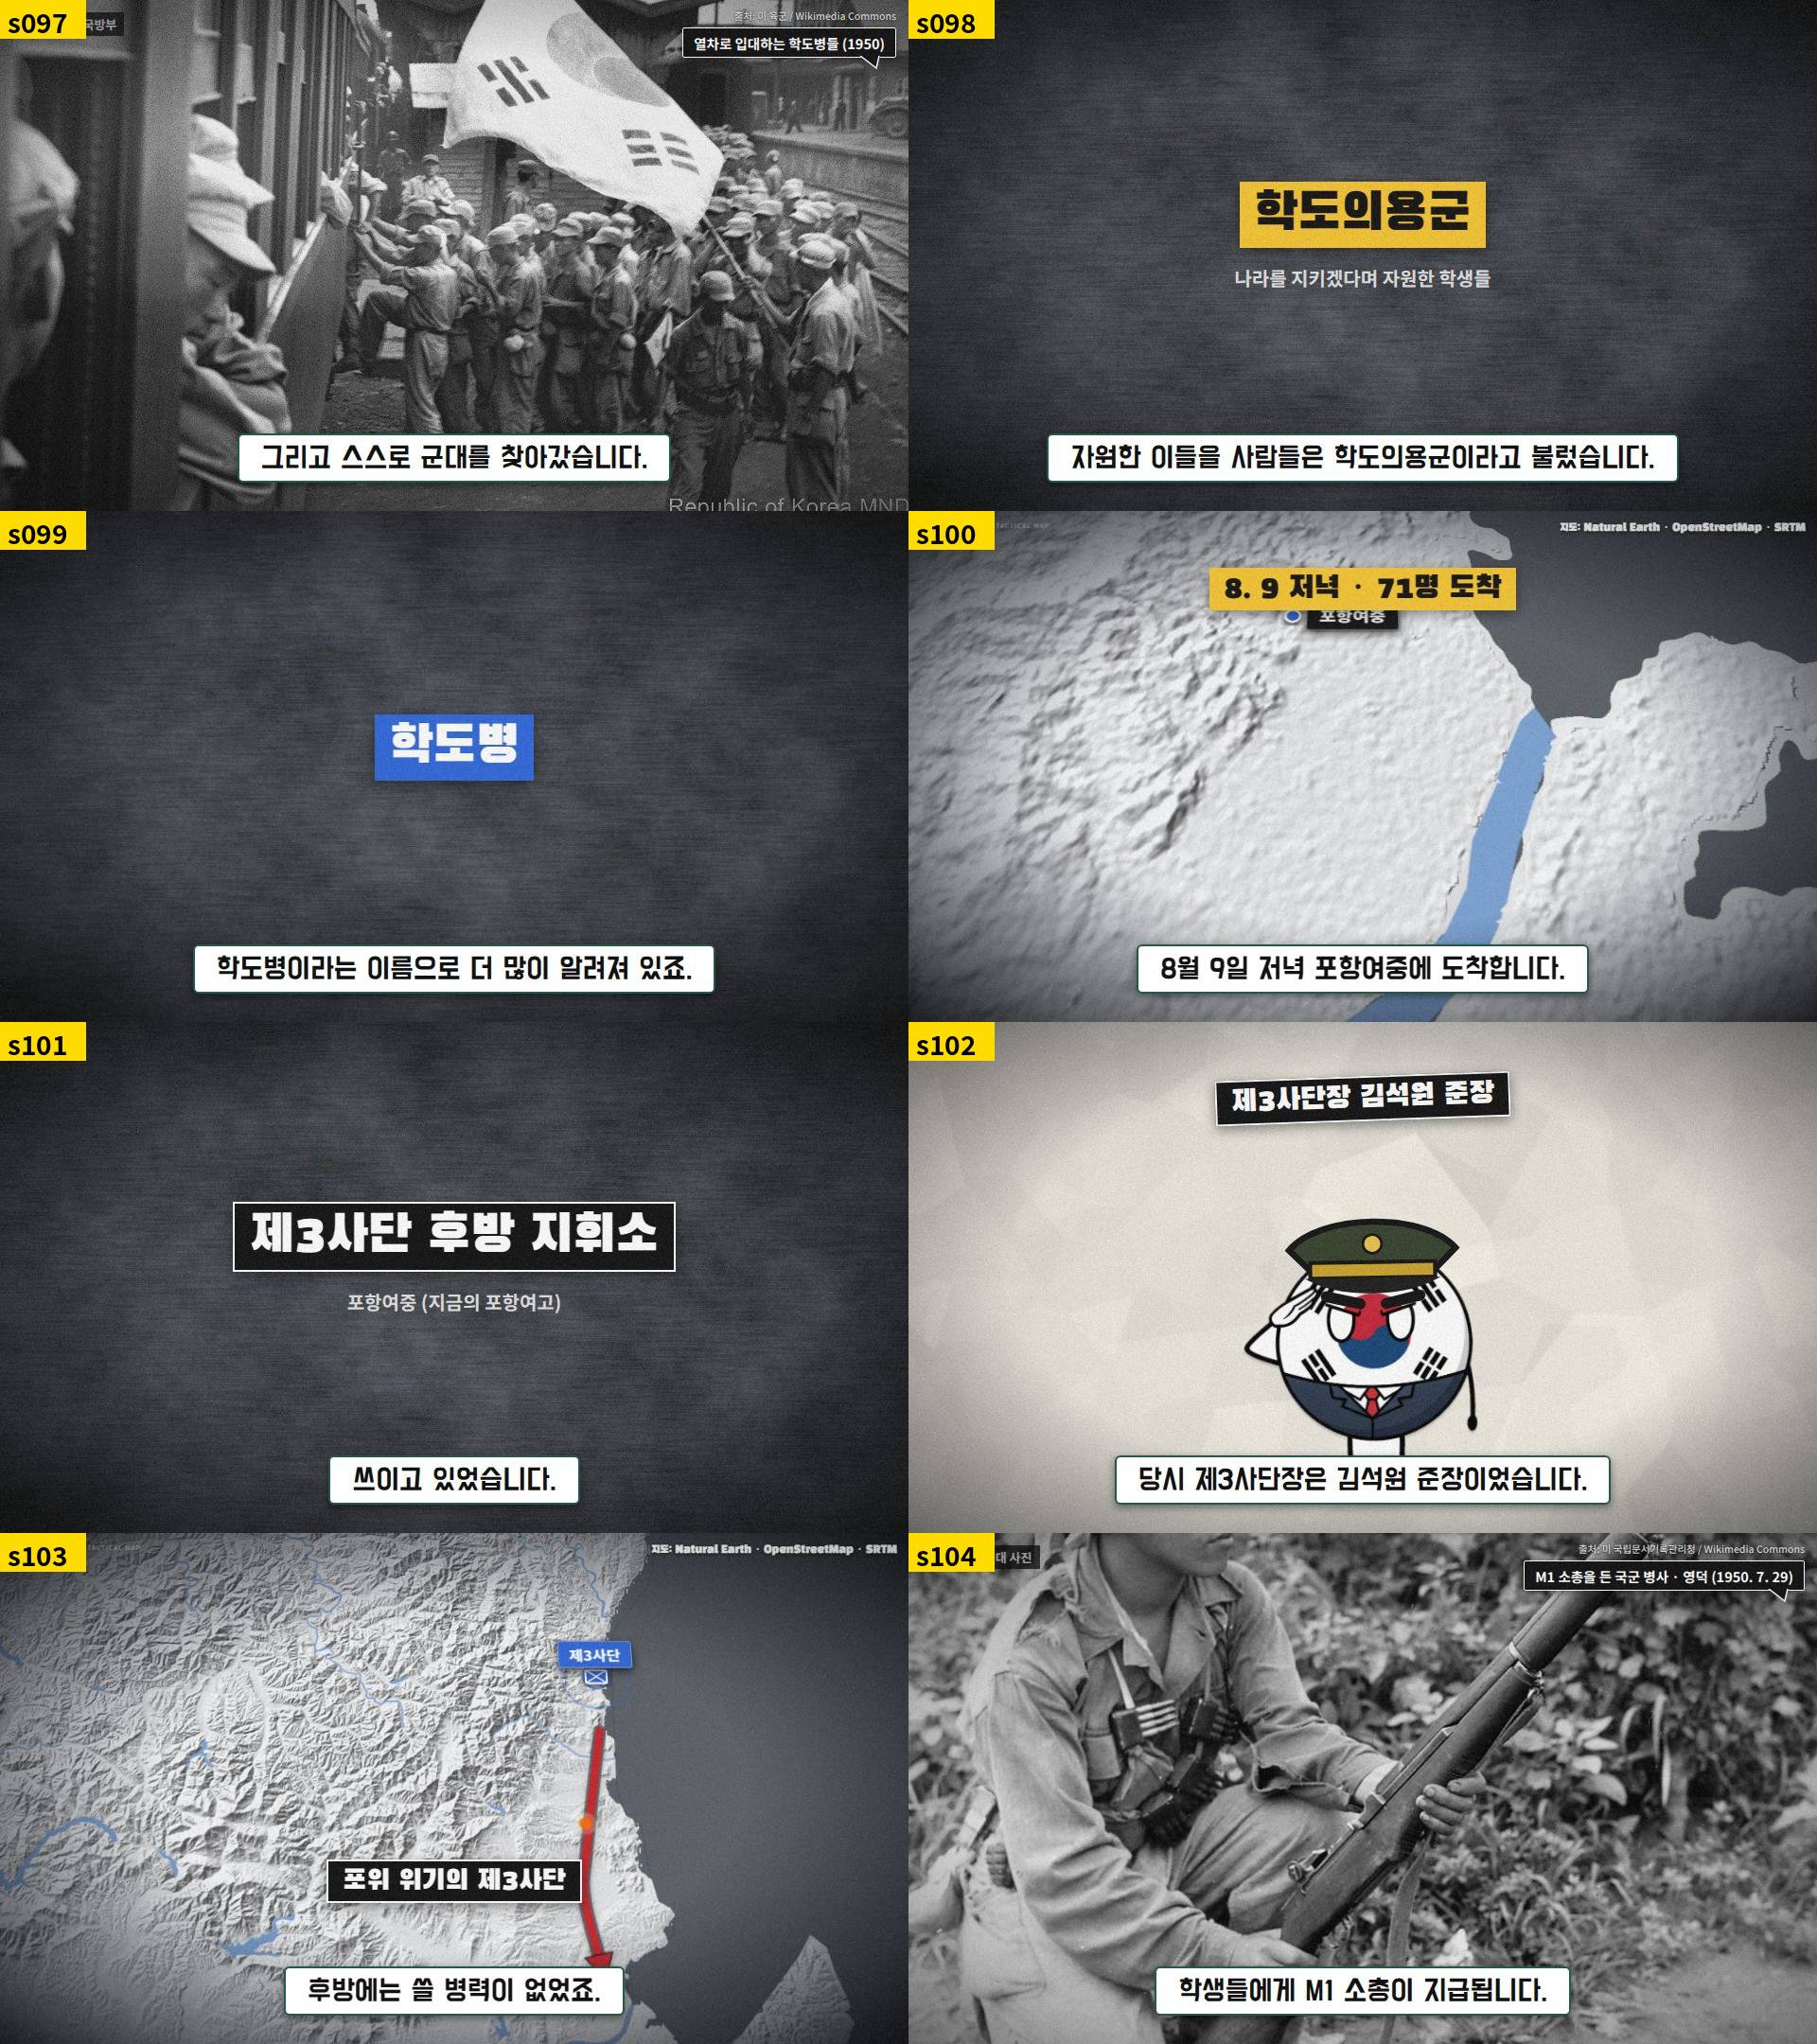 s097
국방부
출처: 미 육군 / Wikimedia Commons
열차로 입대하는 학도병들 (1950)
그리고 스스로 군대를 찾아갔습니다.
Republic of Korea MND
s098
학도의용군
나라를 지키겠다며 자원한 학생들
자원한 이들을 사람들은 학도의용군이라고 불렀습니다.
s099
학도병
학도병이라는 이름으로 더 많이 알려져 있죠.
s100
TACTICAL MAP
지도: Natural Earth · OpenStreetMap · SRTM
8. 9 저녁 · 71명 도착
포항여중
8월 9일 저녁 포항여중에 도착합니다.
s101
제3사단 후방 지휘소
포항여중 (지금의 포항여고)
쓰이고 있었습니다.
s102
제3사단장 김석원 준장
당시 제3사단장은 김석원 준장이었습니다.
s103
TACTICAL MAP
지도: Natural Earth · OpenStreetMap · SRTM
제3사단
포위 위기의 제3사단
후방에는 쓸 병력이 없었죠.
s104
대 사진
출처: 미 국립문서기록관리청 / Wikimedia Commons
M1 소총을 든 국군 병사 · 영덕 (1950. 7. 29)
학생들에게 M1 소총이 지급됩니다.